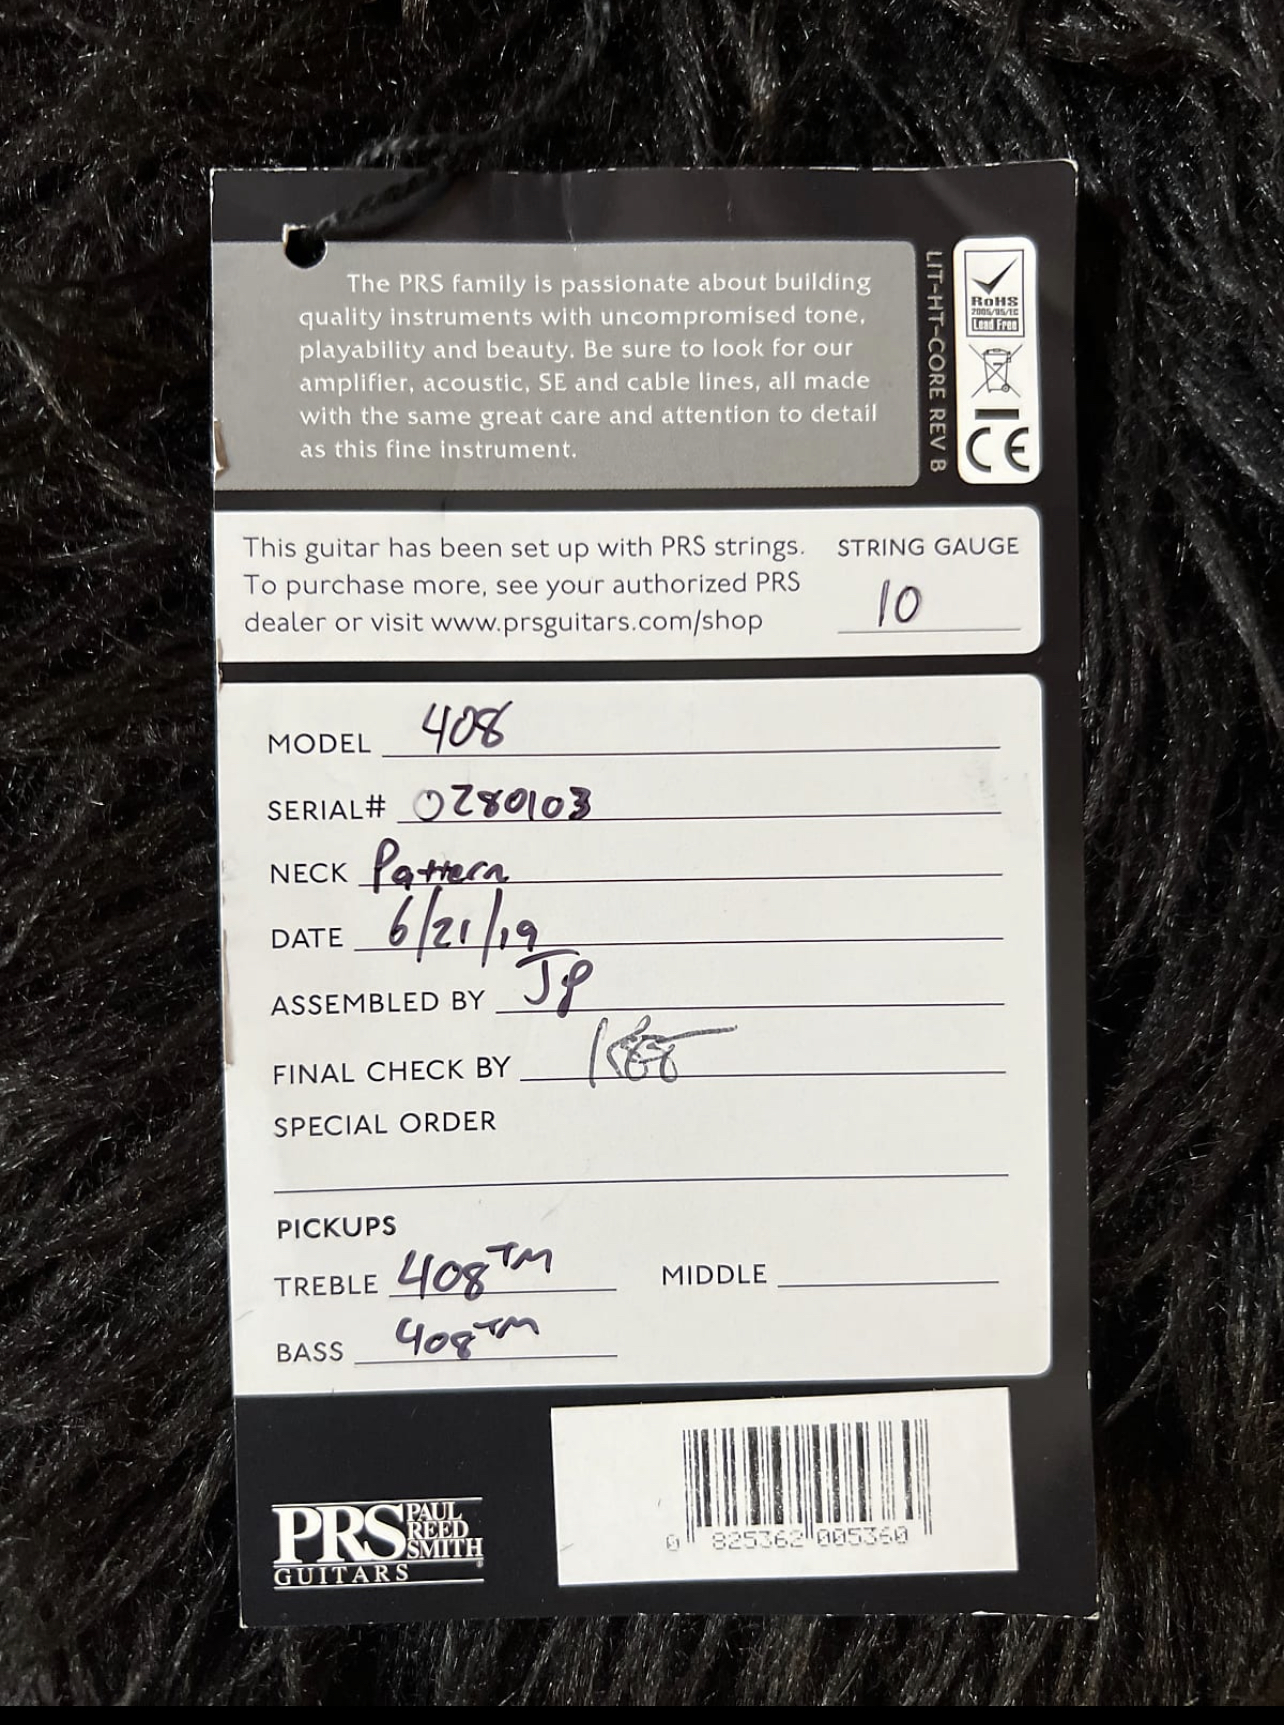 The PRS family is passionate about building
quality instruments with uncompromised tone,
playability and beauty. Be sure to look for our
amplifier, acoustic, SE and cable lines, all made
with the same great care and attention to detail
as this fine instrument.
LIT-HT-CORE REV B
RoHS
2005/95/EC
Lead Free
CE
This guitar has been set up with PRS strings.
To purchase more, see your authorized PRS
dealer or visit www.prsguitars.com/shop
STRING GAUGE
10
MODEL 408
SERIAL# 0280103
NECK Pattern
DATE 6/21/19
ASSEMBLED BY JP
FINAL CHECK BY
SPECIAL ORDER
PICKUPS
TREBLE 408™ MIDDLE
BASS 408™
PRS PAUL REED SMITH
GUITARS
0 825362 005360